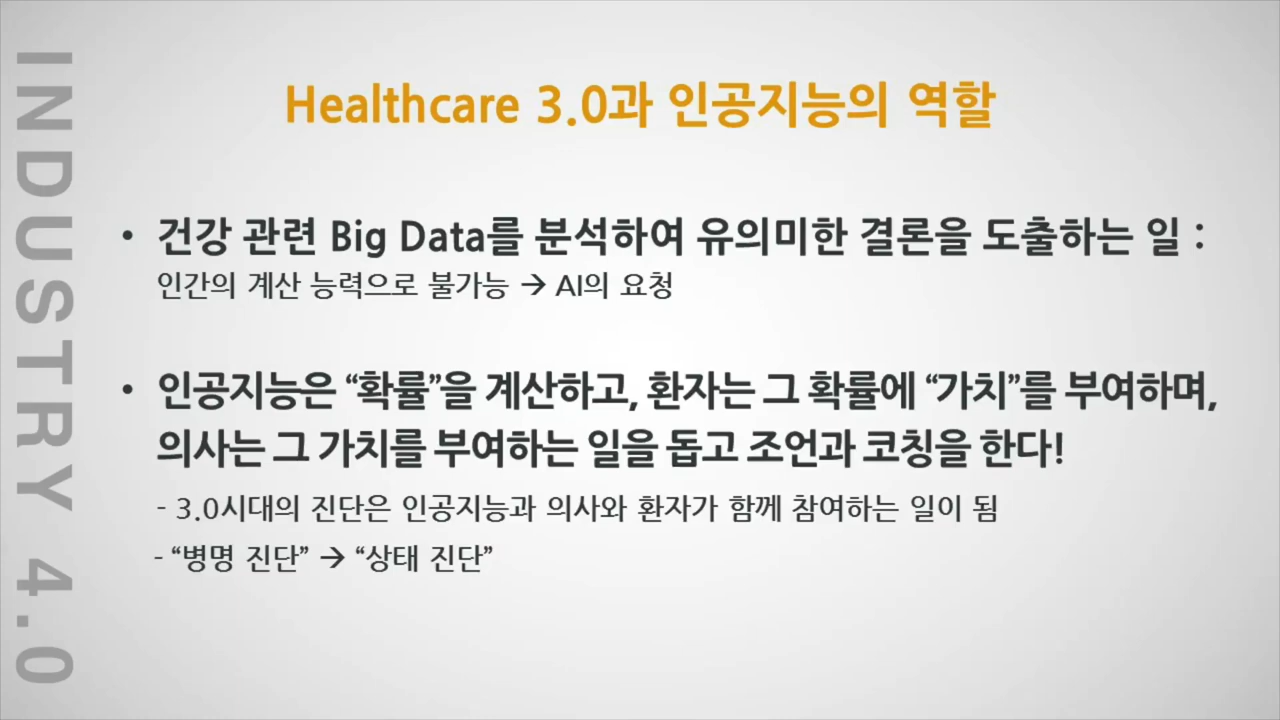 INDUSTRY 4.0
Healthcare 3.0과 인공지능의 역할
• 건강 관련 Big Data를 분석하여 유의미한 결론을 도출하는 일 :
인간의 계산 능력으로 불가능 → AI의 요청
• 인공지능은 “확률”을 계산하고, 환자는 그 확률에 “가치”를 부여하며,
의사는 그 가치를 부여하는 일을 돕고 조언과 코칭을 한다!
- 3.0시대의 진단은 인공지능과 의사와 환자가 함께 참여하는 일이 됨
- “병명 진단” → “상태 진단”